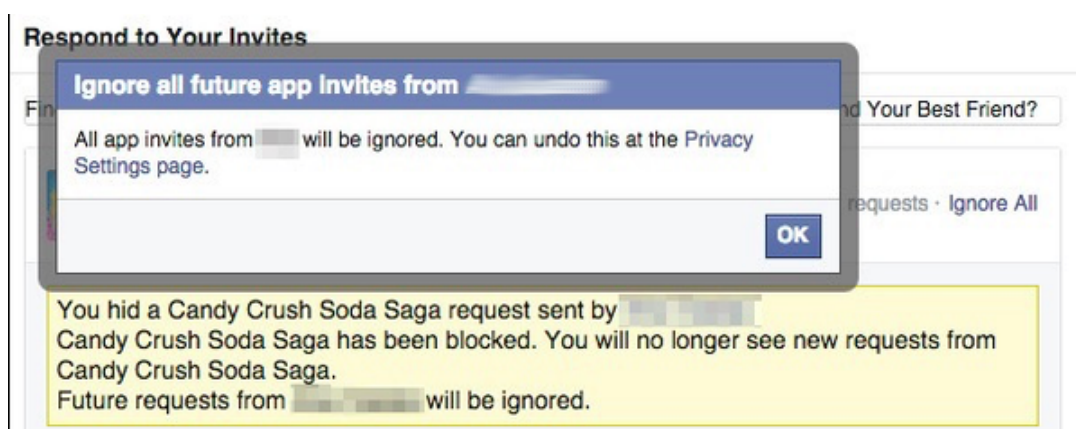 Respond to Your Invites
Ignore all future app invites from
Fin
nd Your Best Friend?
All app invites from will be ignored. You can undo this at the Privacy
Settings page.
requests · Ignore All
OK
You hid a Candy Crush Soda Saga request sent by
Candy Crush Soda Saga has been blocked. You will no longer see new requests from
Candy Crush Soda Saga.
Future requests from will be ignored.